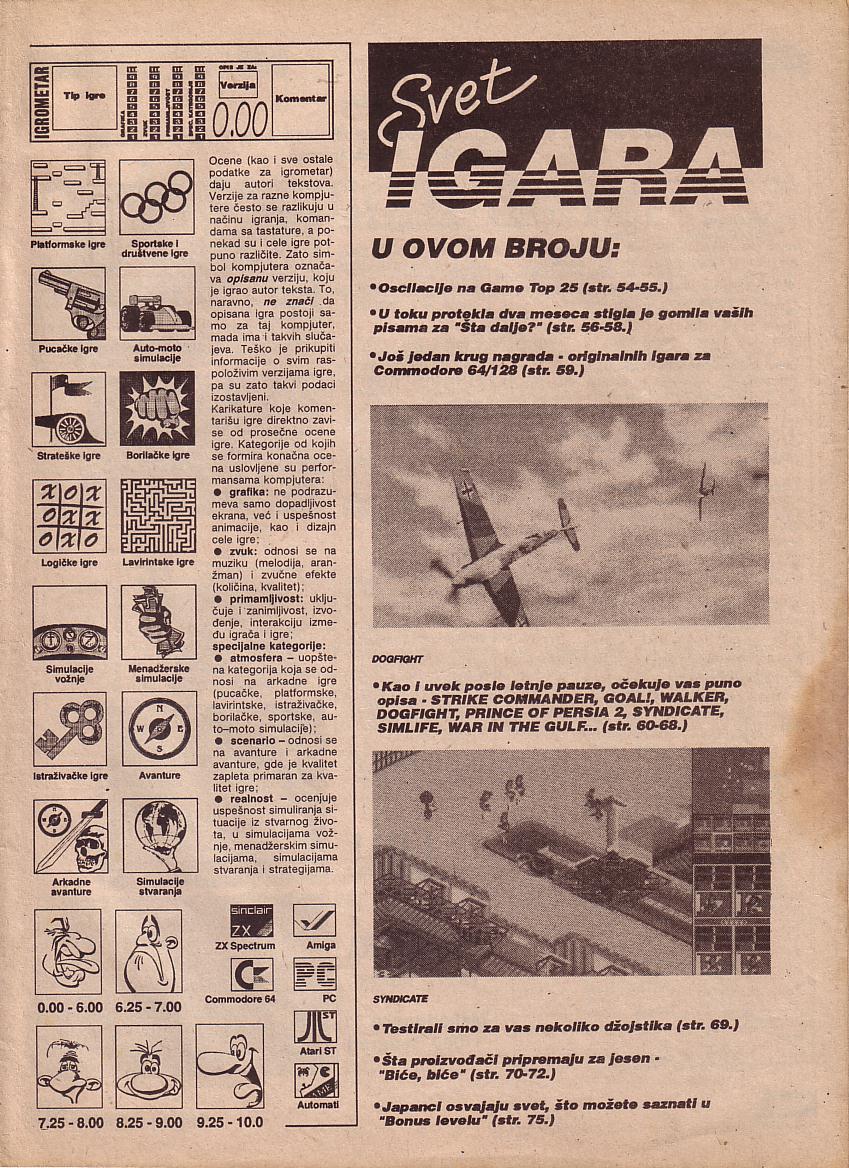 IGROMETAR
Tip igre
GRAFIKA
ZVUK
PRIMAMLJIVOST
SPEC. KATEGORIJE
OPIS JE ZA:
Verzija
0.00
Komentar
Platformske igre
Sportske i
društvene igre
Pucačke igre
Auto-moto
simulacije
Strateške igre
Borilačke igre
Logičke igre
Lavirintske igre
Simulacije
vožnje
Menadžerske
simulacije
Istraživačke igre
N
W
E
S
Avanture
Arkadne
avanture
Simulacije
stvaranja
Ocene (kao i sve ostale
podatke za igrometar)
daju autori tekstova.
Verzije za razne kompju-
tere često se razlikuju u
načinu igranja, koman-
dama sa tastature, a po-
nekad su i cele igre pot-
puno različite. Zato sim-
bol kompjutera označa-
va opisanu verziju, koju
je igrao autor teksta. To,
naravno, ne znači da
opisana igra postoji sa-
mo za taj kompjuter,
mada ima i takvih sluča-
jeva. Teško je prikupiti
informacije o svim ras-
položivim verzijama igre,
pa su zato takvi podaci
izostavljeni.
Karikature koje komen-
tarišu igre direktno zavi-
se od prosečne ocene
igre. Kategorije od kojih
se formira konačna oce-
na uslovljene su perfor-
mansama kompjutera:
● grafika: ne podrazu-
meva samo dopadljivost
ekrana, već i uspešnost
animacije, kao i dizajn
cele igre;
● zvuk: odnosi se na
muziku (melodija, aran-
žman) i zvučne efekte
(količina, kvalitet);
● primamljivost: uklju-
čuje i zanimljivost, izvo-
đenje, interakciju izme-
đu igrača i igre;
specijalne kategorije:
● atmosfera – uopšte-
na kategorija koja se od-
nosi na arkadne igre
(pucačke, platformske,
lavirintske, istraživačke,
borilačke, sportske, au-
to–moto simulacije);
● scenario – odnosi se
na avanture i arkadne
avanture, gde je kvalitet
zapleta primaran za kva-
litet igre;
● realnost – ocenjuje
uspešnost simuliranja si-
tuacije iz stvarnog živo-
ta, u simulacijama vož-
nje, menadžerskim simu-
lacijama, simulacijama
stvaranja i strategijama.
0.00 - 6.00
6.25 - 7.00
7.25 - 8.00
8.25 - 9.00
9.25 - 10.0
sinclair
ZX
ZX Spectrum
Amiga
Commodore 64
PC
PC
ST
Atari ST
Automati
Svet
IGARA
U OVOM BROJU:
•Oscilacije na Game Top 25 (str. 54-55.)
•U toku protekla dva meseca stigla je gomila vaših
pisama za "Šta dalje?" (str. 56-58.)
•Još jedan krug nagrada - originalnih igara za
Commodore 64/128 (str. 59.)
DOGFIGHT
•Kao i uvek posle letnje pauze, očekuje vas puno
opisa - STRIKE COMMANDER, GOAL!, WALKER,
DOGFIGHT, PRINCE OF PERSIA 2, SYNDICATE,
SIMLIFE, WAR IN THE GULF... (str. 60-68.)
SYNDICATE
•Testirali smo za vas nekoliko džojstika (str. 69.)
•Šta proizvođači pripremaju za jesen -
"Biće, biće" (str. 70-72.)
•Japanci osvajaju svet, što možete saznati u
"Bonus levelu" (str. 75.)